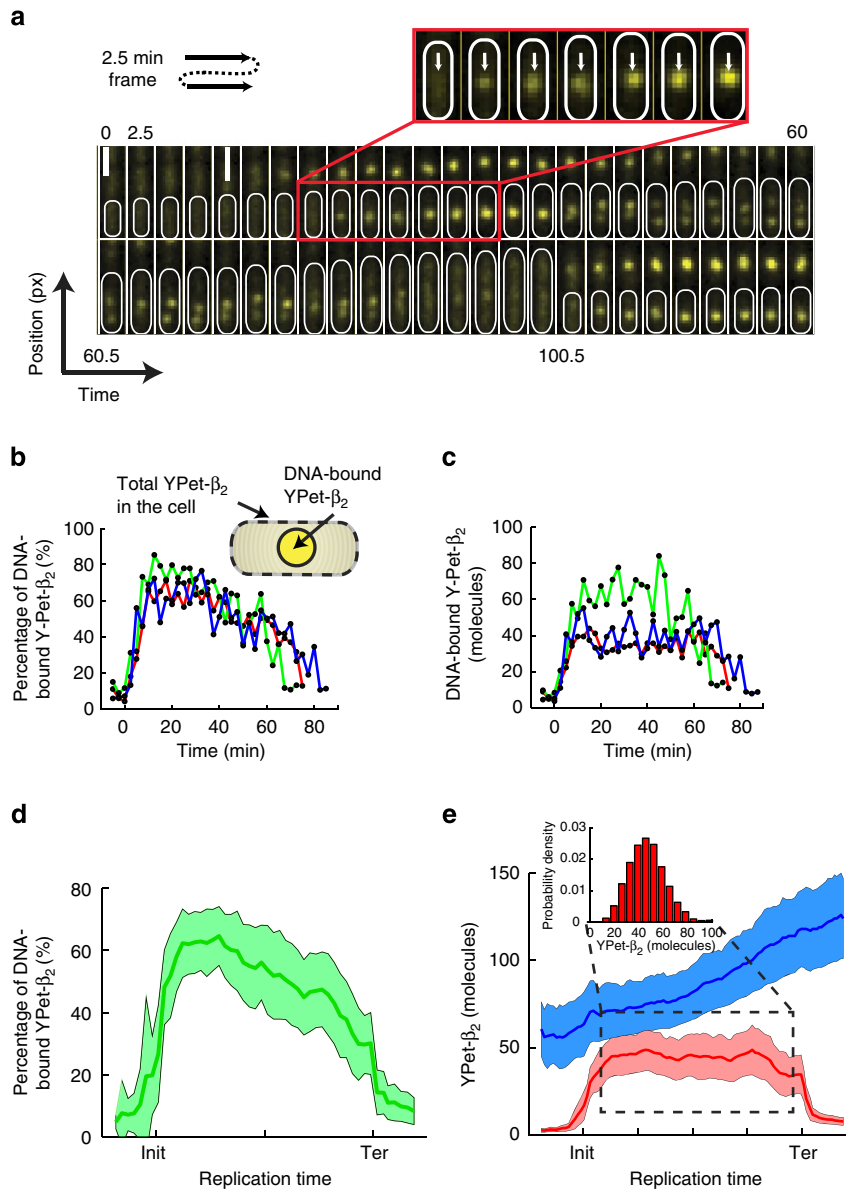 a
2.5 min
frame
0 2.5 60
Position (px)
60.5 100.5
Time
b
Total YPet-β2
in the cell
DNA-bound
YPet-β2
Percentage of DNA-
bound Y-Pet-β2 (%)
100
80
60
40
20
0
0 20 40 60 80
Time (min)
c
DNA-bound Y-Pet-β2
(molecules)
100
80
60
40
20
0
0 20 40 60 80
Time (min)
d
Percentage of DNA-
bound YPet-β2 (%)
80
60
40
20
0
Init Ter
Replication time
e
YPet-β2 (molecules)
150
100
50
0
Init Ter
Replication time
Probability density
0.03
0.02
0.01
0
0 20 40 60 80 100
YPet-β2 (molecules)